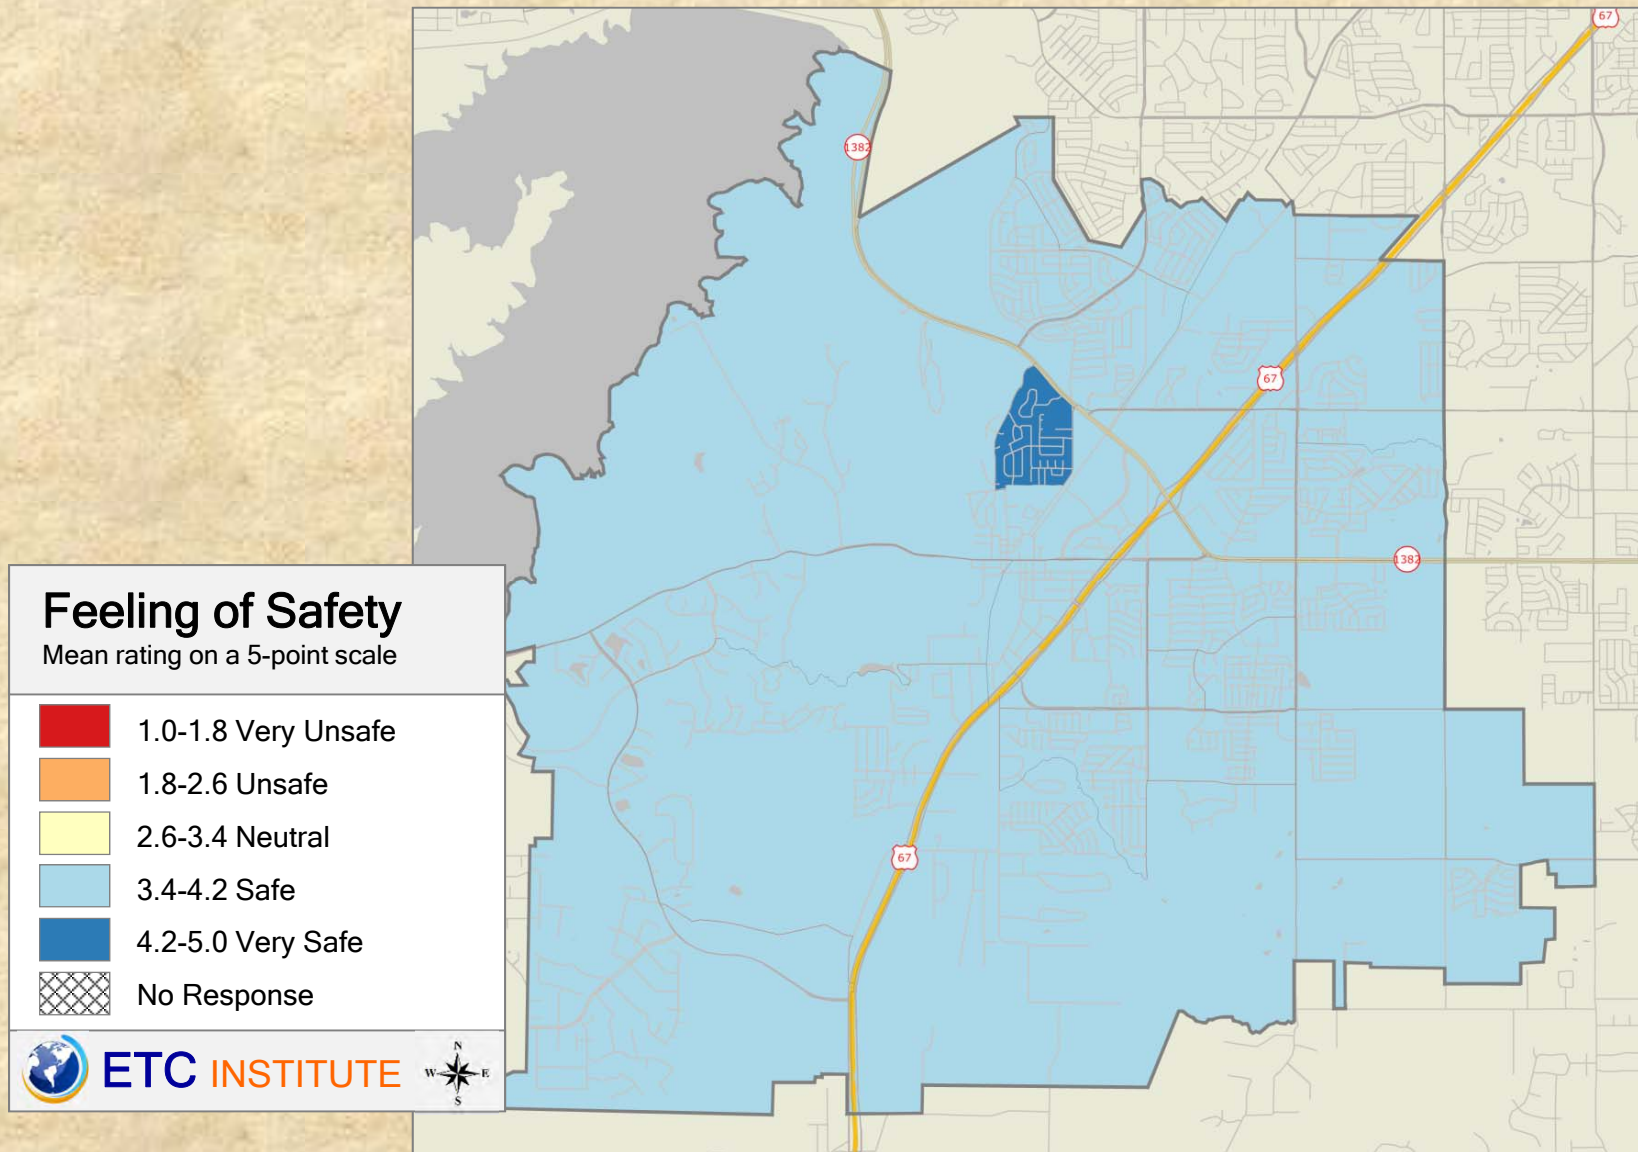 67
1382
67
1382
67
Feeling of Safety
Mean rating on a 5-point scale
1.0-1.8 Very Unsafe
1.8-2.6 Unsafe
2.6-3.4 Neutral
3.4-4.2 Safe
4.2-5.0 Very Safe
No Response
ETC INSTITUTE
N
W E
S